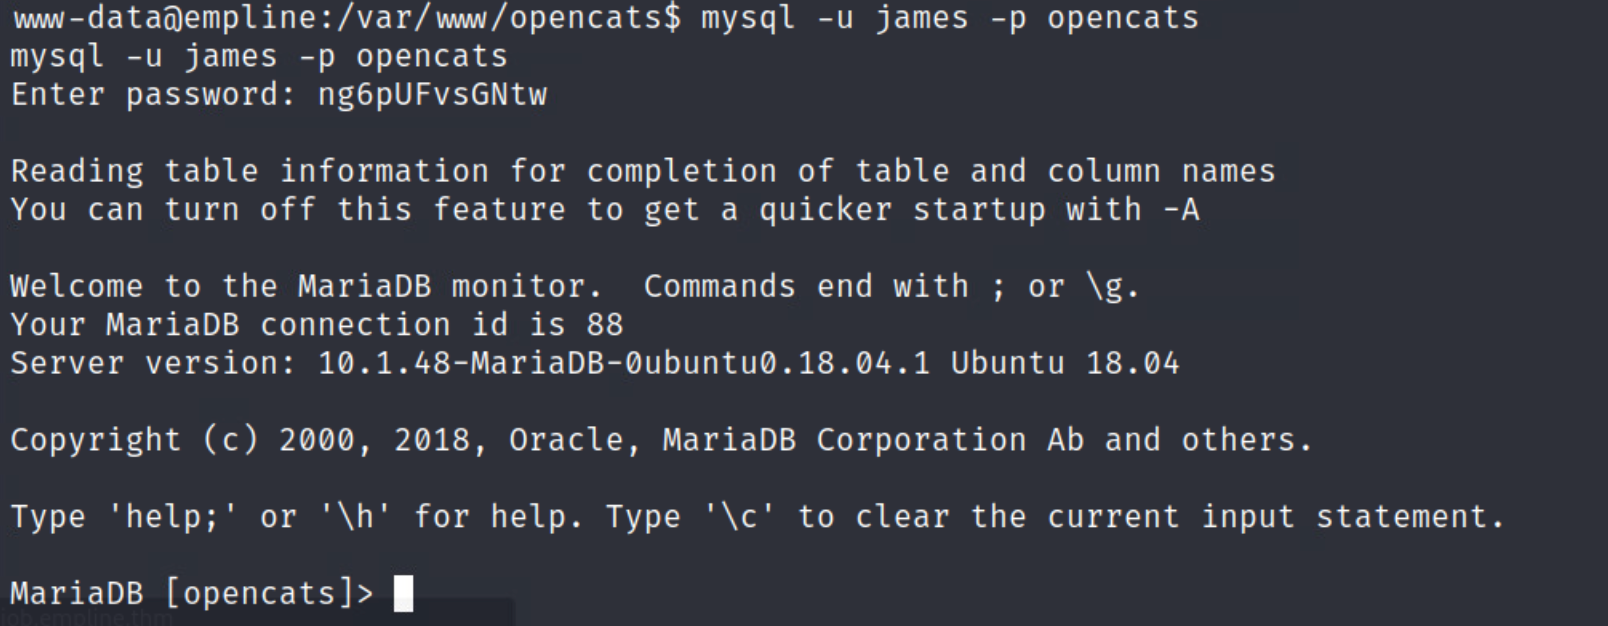 www-data@empline:/var/www/opencats$ mysql -u james -p opencats
mysql -u james -p opencats
Enter password: ng6pUFvsGNtw
Reading table information for completion of table and column names
You can turn off this feature to get a quicker startup with -A
Welcome to the MariaDB monitor.  Commands end with ; or \g.
Your MariaDB connection id is 88
Server version: 10.1.48-MariaDB-0ubuntu0.18.04.1 Ubuntu 18.04
Copyright (c) 2000, 2018, Oracle, MariaDB Corporation Ab and others.
Type 'help;' or '\h' for help. Type '\c' to clear the current input statement.
MariaDB [opencats]>
job.empline.thm